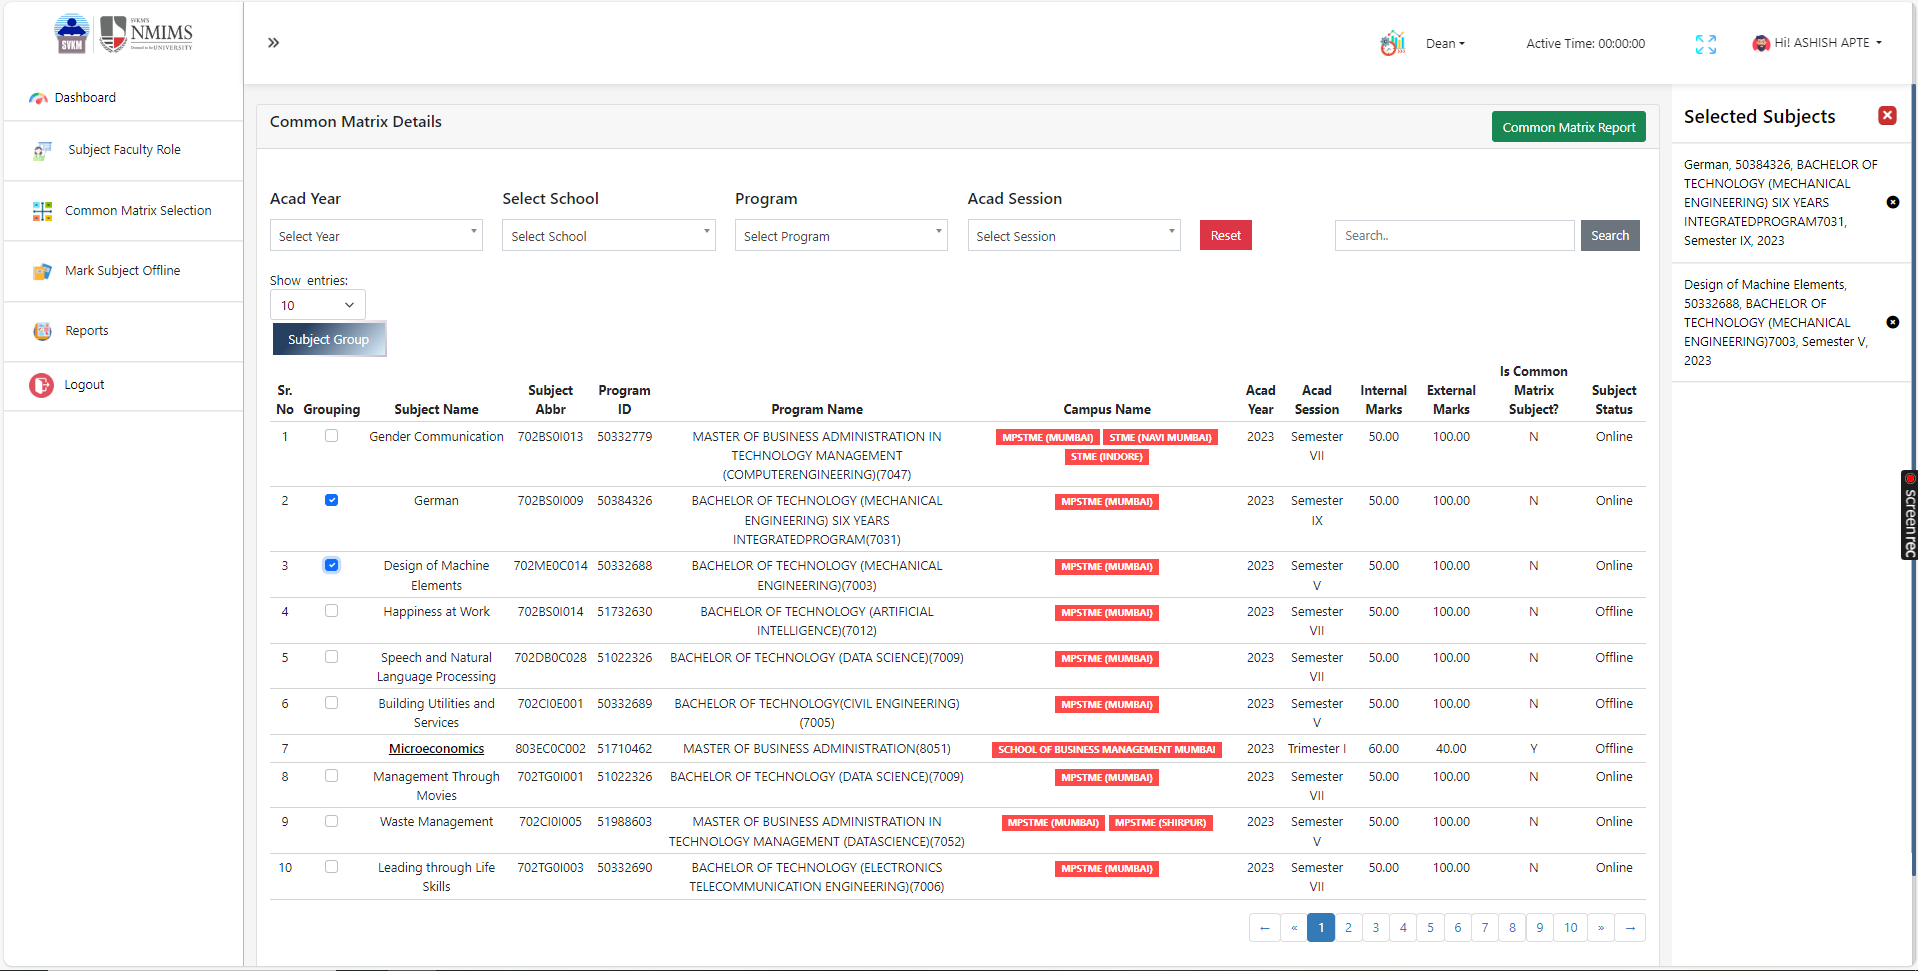 SVKM
SVKM'S
NMIMS
Deemed to be UNIVERSITY
Dashboard
Subject Faculty Role
Common Matrix Selection
Mark Subject Offline
Reports
Logout
»
Dean
Active Time: 00:00:00
Hi! ASHISH APTE
Common Matrix Details
Common Matrix Report
Acad Year
Select School
Program
Acad Session
Select Year
Select School
Select Program
Select Session
Reset
Search..
Search
Show entries:
10
Subject Group
Sr. No Grouping Subject Name Subject Abbr Program ID Program Name Campus Name Acad Year Acad Session Internal Marks External Marks Is Common Matrix Subject? Subject Status
1 Gender Communication 702BS0I013 50332779 MASTER OF BUSINESS ADMINISTRATION IN TECHNOLOGY MANAGEMENT (COMPUTERENGINEERING)(7047) MPSTME (MUMBAI) STME (NAVI MUMBAI) STME (INDORE) 2023 Semester VII 50.00 100.00 N Online
2 German 702BS0I009 50384326 BACHELOR OF TECHNOLOGY (MECHANICAL ENGINEERING) SIX YEARS INTEGRATEDPROGRAM(7031) MPSTME (MUMBAI) 2023 Semester IX 50.00 100.00 N Online
3 Design of Machine Elements 702ME0C014 50332688 BACHELOR OF TECHNOLOGY (MECHANICAL ENGINEERING)(7003) MPSTME (MUMBAI) 2023 Semester V 50.00 100.00 N Online
4 Happiness at Work 702BS0I014 51732630 BACHELOR OF TECHNOLOGY (ARTIFICIAL INTELLIGENCE)(7012) MPSTME (MUMBAI) 2023 Semester VII 50.00 100.00 N Offline
5 Speech and Natural Language Processing 702DB0C028 51022326 BACHELOR OF TECHNOLOGY (DATA SCIENCE)(7009) MPSTME (MUMBAI) 2023 Semester VII 50.00 100.00 N Offline
6 Building Utilities and Services 702CI0E001 50332689 BACHELOR OF TECHNOLOGY(CIVIL ENGINEERING)(7005) MPSTME (MUMBAI) 2023 Semester V 50.00 100.00 N Offline
7 Microeconomics 803EC0C002 51710462 MASTER OF BUSINESS ADMINISTRATION(8051) SCHOOL OF BUSINESS MANAGEMENT MUMBAI 2023 Trimester I 60.00 40.00 Y Offline
8 Management Through Movies 702TG0I001 51022326 BACHELOR OF TECHNOLOGY (DATA SCIENCE)(7009) MPSTME (MUMBAI) 2023 Semester VII 50.00 100.00 N Online
9 Waste Management 702CI0I005 51988603 MASTER OF BUSINESS ADMINISTRATION IN TECHNOLOGY MANAGEMENT (DATASCIENCE)(7052) MPSTME (MUMBAI) MPSTME (SHIRPUR) 2023 Semester V 50.00 100.00 N Online
10 Leading through Life Skills 702TG0I003 50332690 BACHELOR OF TECHNOLOGY (ELECTRONICS TELECOMMUNICATION ENGINEERING)(7006) MPSTME (MUMBAI) 2023 Semester VII 50.00 100.00 N Online
← « 1 2 3 4 5 6 7 8 9 10 » →
Selected Subjects
German, 50384326, BACHELOR OF
TECHNOLOGY (MECHANICAL
ENGINEERING) SIX YEARS
INTEGRATEDPROGRAM7031,
Semester IX, 2023
Design of Machine Elements,
50332688, BACHELOR OF
TECHNOLOGY (MECHANICAL
ENGINEERING)7003, Semester V,
2023
screenrec